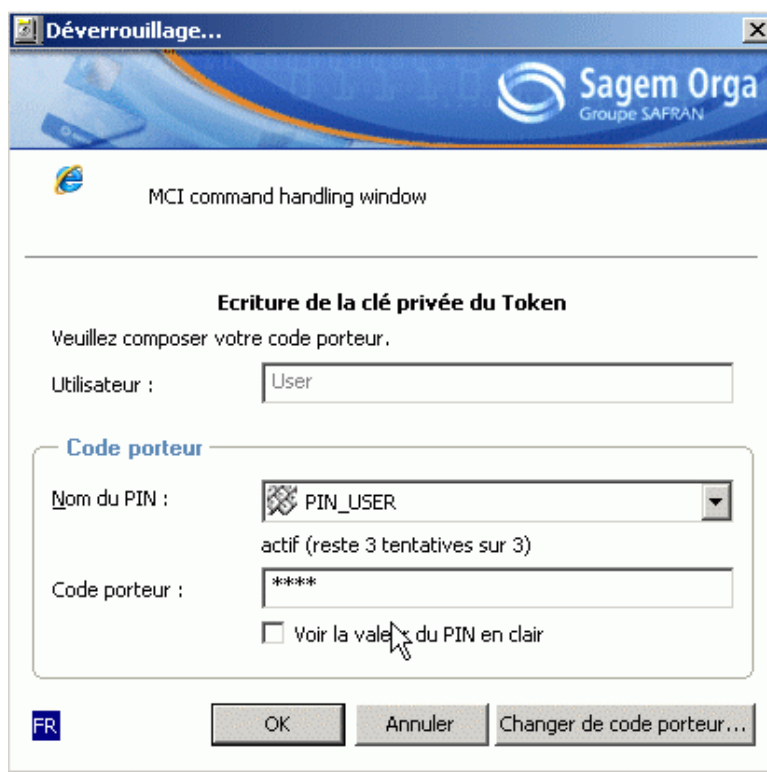 Déverrouillage...
Sagem Orga
Groupe SAFRAN
MCI command handling window
Ecriture de la clé privée du Token
Veuillez composer votre code porteur.
Utilisateur : User
Code porteur
Nom du PIN : PIN_USER
actif (reste 3 tentatives sur 3)
Code porteur : ****
Voir la valeur du PIN en clair
FR OK Annuler Changer de code porteur...